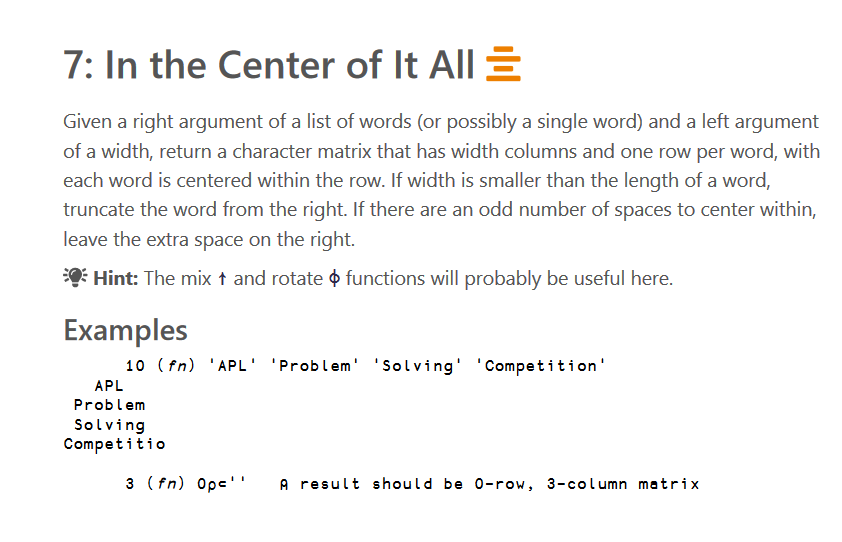 7: In the Center of It All
Given a right argument of a list of words (or possibly a single word) and a left argument
of a width, return a character matrix that has width columns and one row per word, with
each word is centered within the row. If width is smaller than the length of a word,
truncate the word from the right. If there are an odd number of spaces to center within,
leave the extra space on the right.
Hint: The mix ↑ and rotate ⌽ functions will probably be useful here.
Examples
      10 (fn) 'APL' 'Problem' 'Solving' 'Competition'
   APL
 Problem
 Solving
Competitio
      3 (fn) 0⍴⊂''   ⍝ result should be 0-row, 3-column matrix